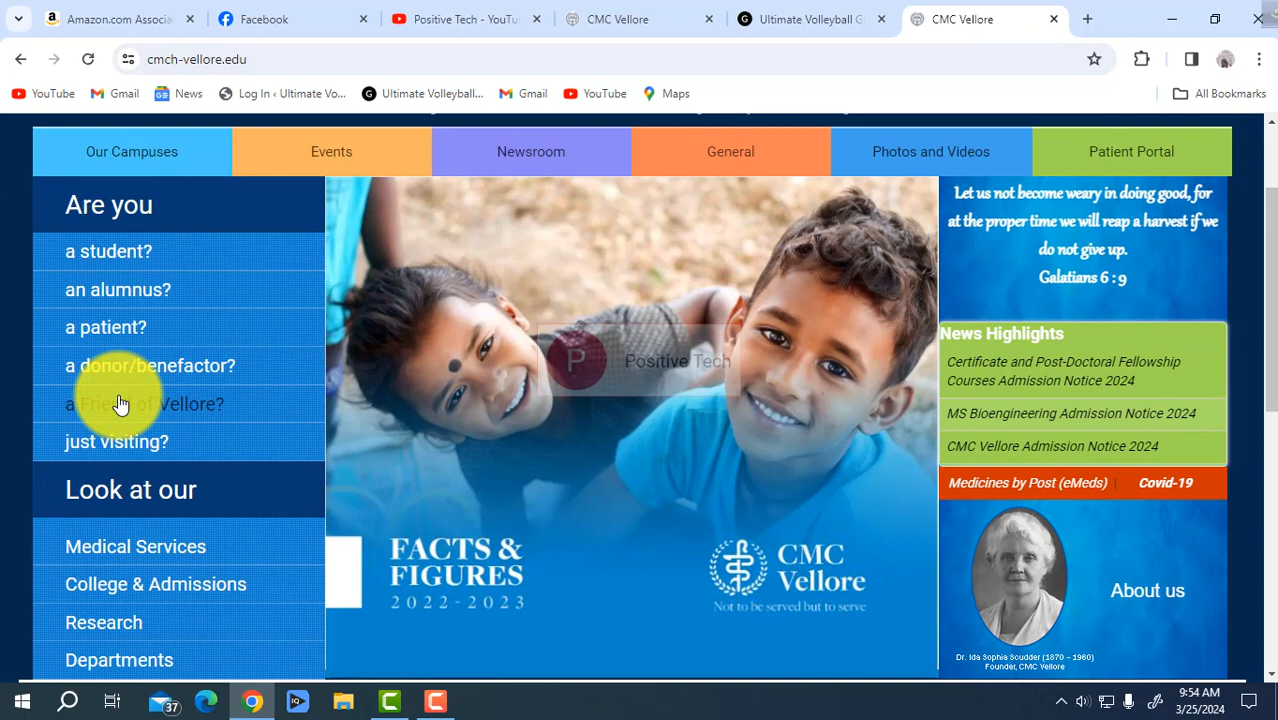 Amazon.com Associa
Facebook
Positive Tech - YouTu
CMC Vellore
Ultimate Volleyball G
CMC Vellore
cmch-vellore.edu
YouTube
Gmail
News
Log In ‹ Ultimate Vo...
Ultimate Volleyball...
Gmail
YouTube
Maps
All Bookmarks
Our Campuses
Events
Newsroom
General
Photos and Videos
Patient Portal
Are you
a student?
an alumnus?
a patient?
a donor/benefactor?
a Friend of Vellore?
just visiting?
Look at our
Medical Services
College & Admissions
Research
Departments
P Positive Tech
FACTS &
FIGURES
2022-2023
CMC
Vellore
Not to be served but to serve
Let us not become weary in doing good, for
at the proper time we will reap a harvest if we
do not give up.
Galatians 6 : 9
News Highlights
Certificate and Post-Doctoral Fellowship
Courses Admission Notice 2024
MS Bioengineering Admission Notice 2024
CMC Vellore Admission Notice 2024
Medicines by Post (eMeds) | Covid-19
About us
Dr. Ida Sophia Scudder (1870 - 1960)
Founder, CMC Vellore
37
9:54 AM
3/25/2024